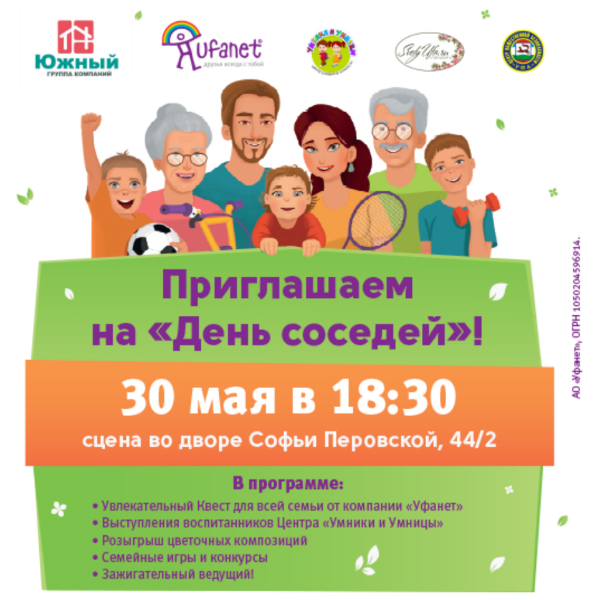 Южный
ГРУППА КОМПАНИЙ
ufanet
друзья всегда с тобой
StudyUfa.ru
Приглашаем
на «День соседей»!
30 мая в 18:30
сцена во дворе Софьи Перовской, 44/2
В программе:
• Увлекательный Квест для всей семьи от компании «Уфанет»
• Выступления воспитанников Центра «Умники и Умницы»
• Розыгрыш цветочных композиций
• Семейные игры и конкурсы
• Зажигательный ведущий!
АО «Уфанет», ОГРН 1050204596914.